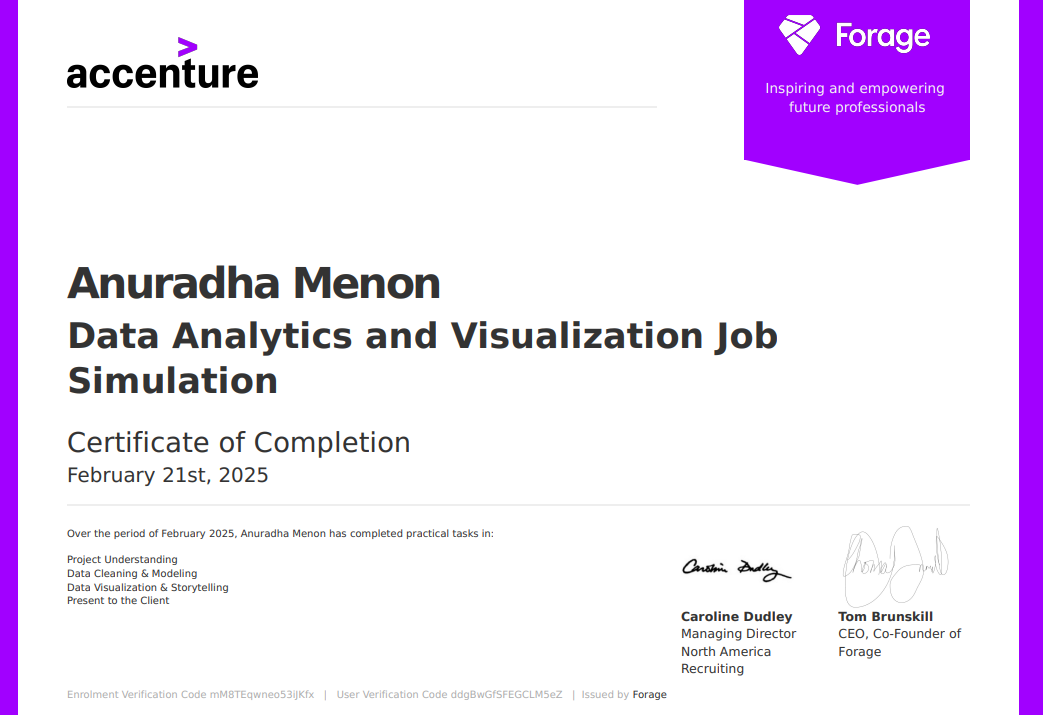 accenture
Forage
Inspiring and empowering
future professionals
Anuradha Menon
Data Analytics and Visualization Job
Simulation
Certificate of Completion
February 21st, 2025
Over the period of February 2025, Anuradha Menon has completed practical tasks in:
Project Understanding
Data Cleaning & Modeling
Data Visualization & Storytelling
Present to the Client
Caroline Dudley
Caroline Dudley
Managing Director
North America
Recruiting
Tom Brunskill
CEO, Co-Founder of
Forage
Enrolment Verification Code mM8TEqwneo53iJKfx | User Verification Code ddgBwGfSFEGCLM5eZ | Issued by Forage